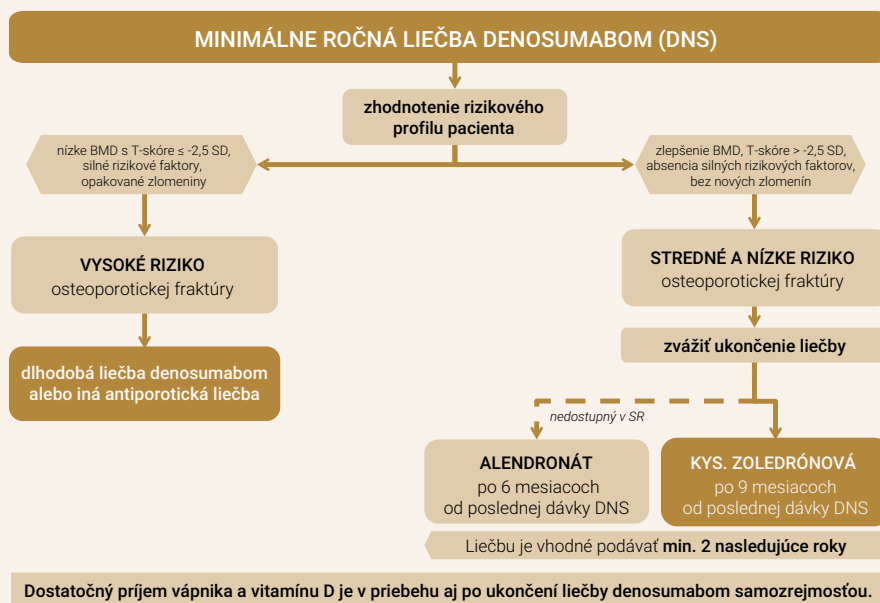 MINIMÁLNE ROČNÁ LIEČBA DENOSUMABOM (DNS)
zhodnotenie rizikového
profilu pacienta
nízke BMD s T-skóre ≤ -2,5 SD,
silné rizikové faktory,
opakované zlomeniny
zlepšenie BMD, T-skóre > -2,5 SD,
absencia silných rizikových faktorov,
bez nových zlomenín
VYSOKÉ RIZIKO
osteoporotickej fraktúry
STREDNÉ A NÍZKE RIZIKO
osteoporotickej fraktúry
dlhodobá liečba denosumabom
alebo iná antiporotická liečba
zvážiť ukončenie liečby
nedostupný v SR
ALENDRONÁT
po 6 mesiacoch
od poslednej dávky DNS
KYS. ZOLEDRÓNOVÁ
po 9 mesiacoch
od poslednej dávky DNS
Liečbu je vhodné podávať min. 2 nasledujúce roky
Dostatočný príjem vápnika a vitamínu D je v priebehu aj po ukončení liečby denosumabom samozrejmosťou.